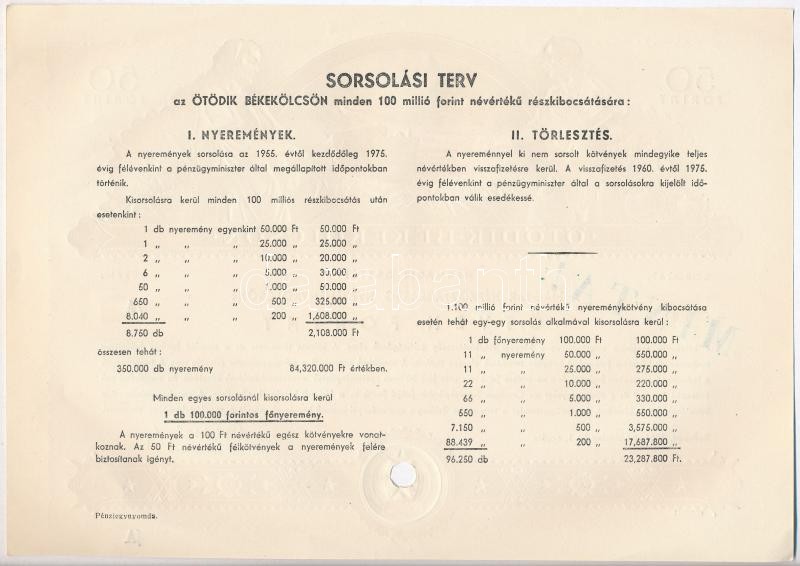 SORSOLÁSI TERV
az ÖTÖDIK BÉKEKÖLCSÖN minden 100 millió forint névértékű részkibocsátására:
I. NYEREMÉNYEK.
A nyeremények sorsolása az 1955. évtől kezdődőleg 1975.
évig félévenkint a pénzügyminiszter által megállapított időpontokban
történik.
Kisorsolásra kerül minden 100 milliós részkibocsátás után
esetenkint:
1 db nyeremény egyenkint 50.000 Ft 50.000 Ft
1 „ „ „ 25.000 „ 25.000 „
2 „ „ „ 10.000 „ 20.000 „
6 „ „ „ 5.000 „ 30.000 „
50 „ „ „ 1.000 „ 50.000 „
650 „ „ „ 500 „ 325.000 „
8.040 „ „ „ 200 „ 1,608.000 „
8.750 db 2,108.000 Ft
összesen tehát:
350.000 db nyeremény 84,320.000 Ft értékben.
Minden egyes sorsolásnál kisorsolásra kerül
1 db 100.000 forintos főnyeremény.
A nyeremények a 100 Ft névértékű egész kötvényekre vonat-
koznak. Az 50 Ft névértékű félkötvények a nyeremények felére
biztosítanak igényt.
Pénzjegynyomda.
II. TÖRLESZTÉS.
A nyereménnyel ki nem sorsolt kötvények mindegyike teljes
névértékben visszafizetésre kerül. A visszafizetés 1960. évtől 1975.
évig félévenkint a pénzügyminiszter által a sorsolásokra kijelölt idő-
pontokban válik esedékessé.
1.100 millió forint névértékű nyereménykötvény kibocsátása
esetén tehát egy-egy sorsolás alkalmával kisorsolásra kerül:
1 db főnyeremény 100.000 Ft 100.000 Ft
11 „ nyeremény 50.000 „ 550.000 „
11 „ „ 25.000 „ 275.000 „
22 „ „ 10.000 „ 220.000 „
66 „ „ 5.000 „ 330.000 „
550 „ „ 1.000 „ 550.000 „
7.150 „ „ 500 „ 3,575.000 „
88.439 „ „ 200 „ 17,687.800 „
96.250 db 23,287.800 Ft.